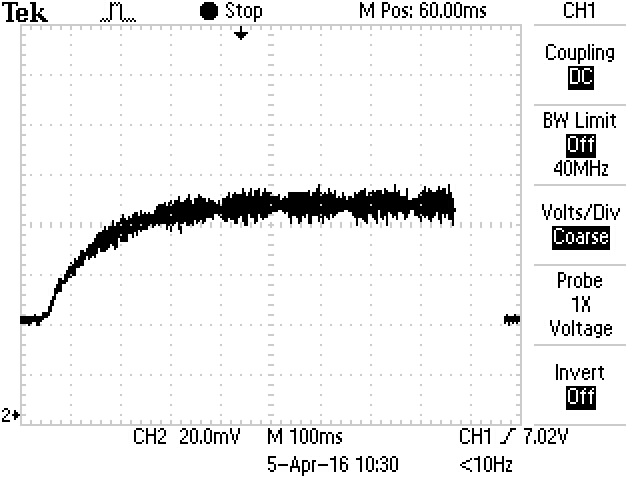 Tek Stop M Pos: 60.00ms CH1
Coupling
DC
BW Limit
Off
40MHz
Volts/Div
Coarse
Probe
1X
Voltage
Invert
Off
2
CH2 20.0mV M 100ms CH1 7.02V
5-Apr-16 10:30 <10Hz